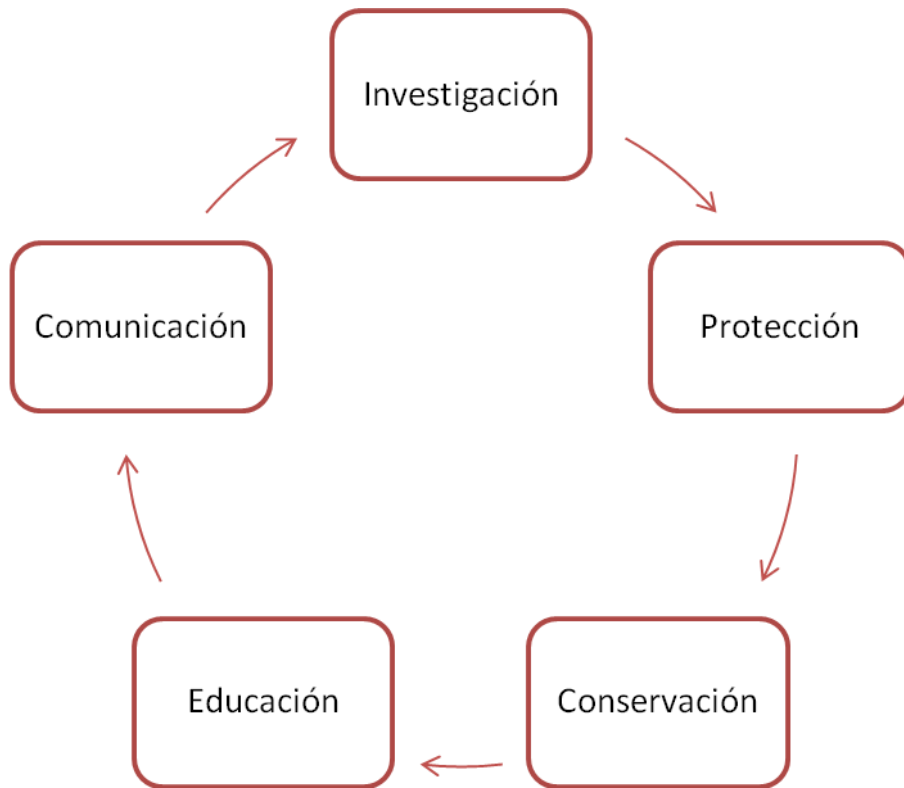 Investigación
Protección
Conservación
Educación
Comunicación